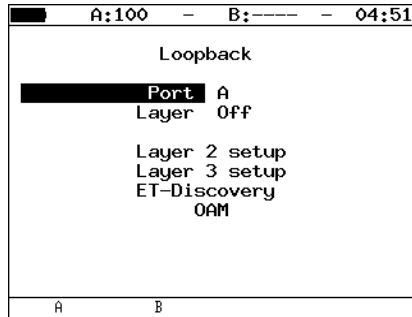 A:100 – B:---- – 04:51
Loopback
Port A
Layer Off
Layer 2 setup
Layer 3 setup
ET-Discovery
OAM
A B